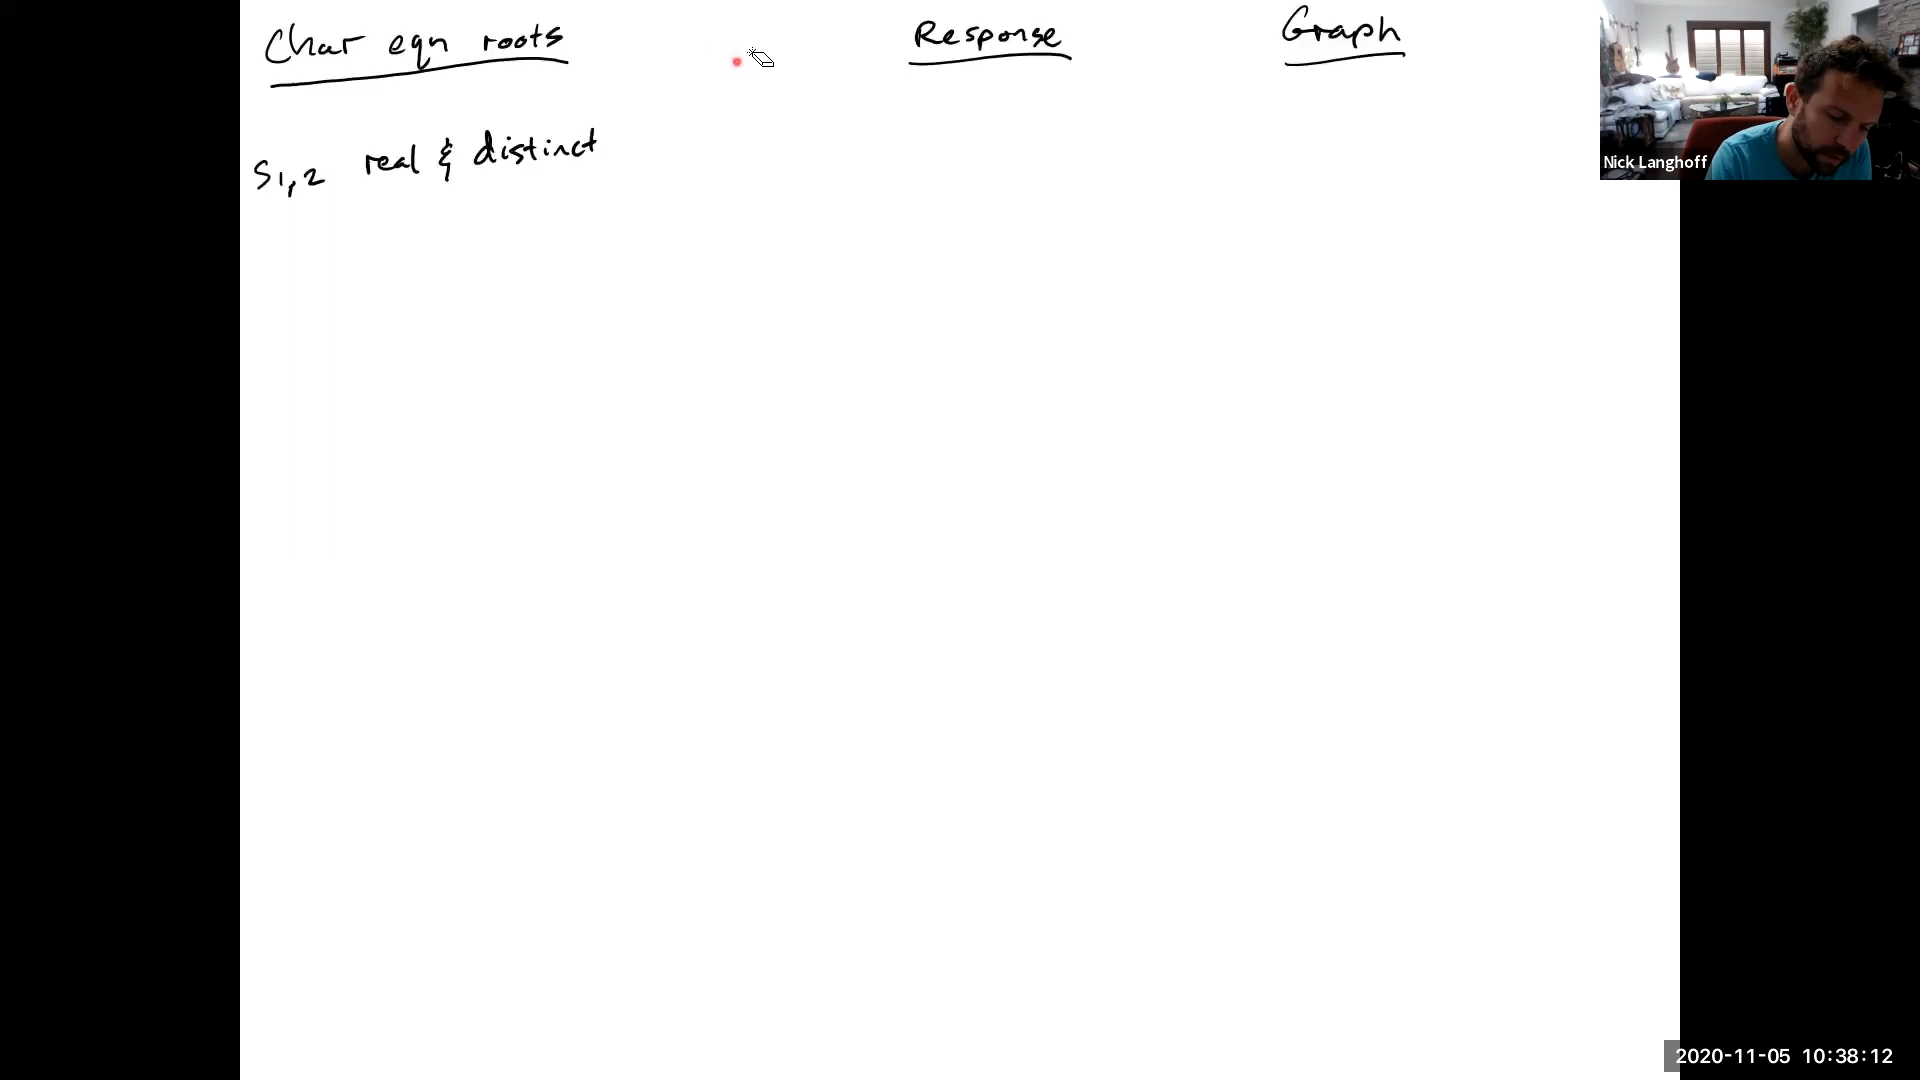 Char eqn roots Response Graph
S1,2 real & distinct
Nick Langhoff
2020-11-05 10:38:12